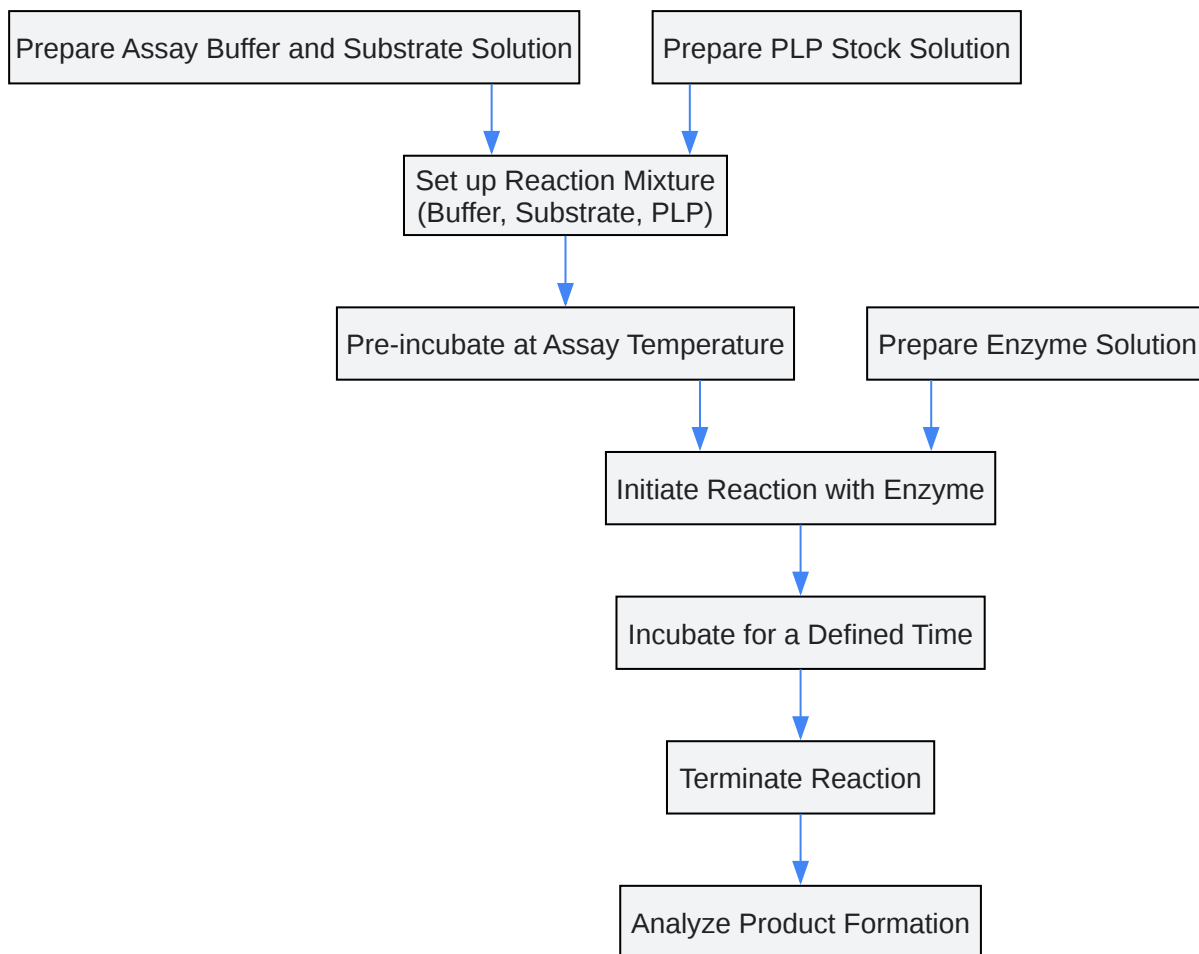 Prepare Assay Buffer and Substrate Solution
Prepare PLP Stock Solution
Set up Reaction Mixture
(Buffer, Substrate, PLP)
Pre-incubate at Assay Temperature
Prepare Enzyme Solution
Initiate Reaction with Enzyme
Incubate for a Defined Time
Terminate Reaction
Analyze Product Formation